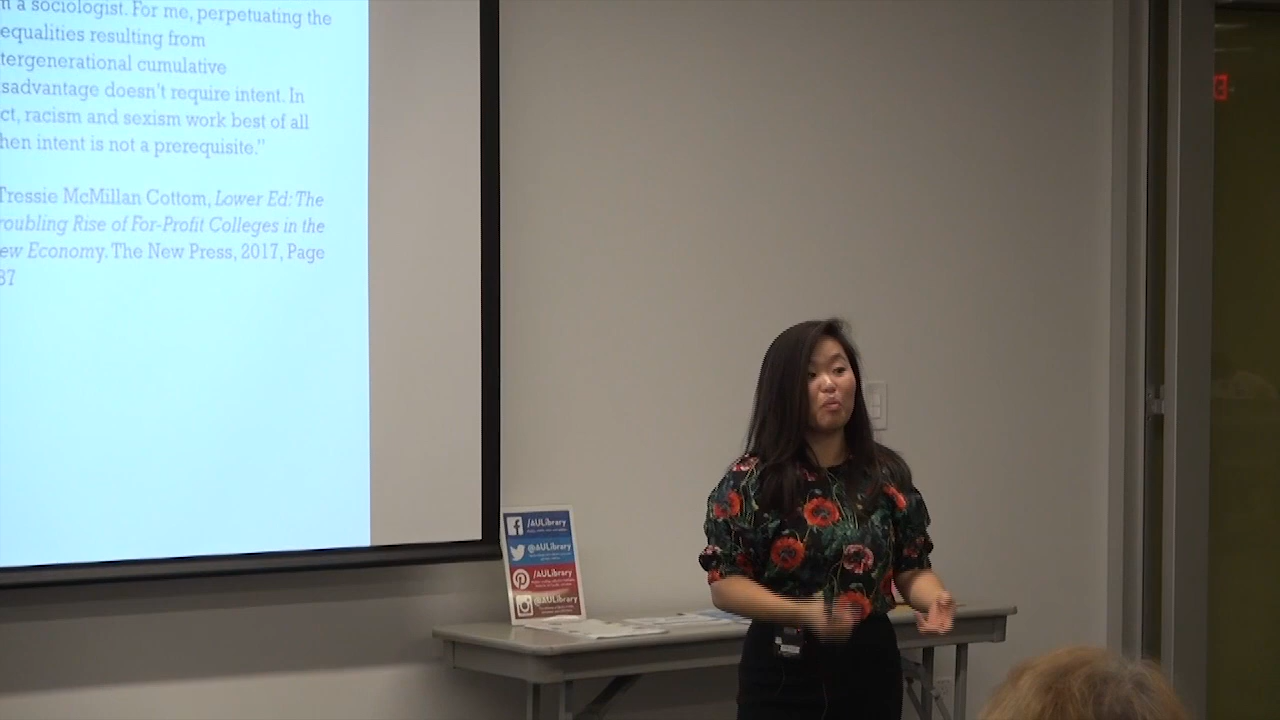 m a sociologist. For me, perpetuating the
equalities resulting from
tergenerational cumulative
sadvantage doesn't require intent. In
ct, racism and sexism work best of all
hen intent is not a prerequisite."
Tressie McMillan Cottom, Lower Ed: The
roubling Rise of For-Profit Colleges in the
ew Economy. The New Press, 2017, Page
87
/AULibrary
@AULibrary
/AULibrary
@AULibrary